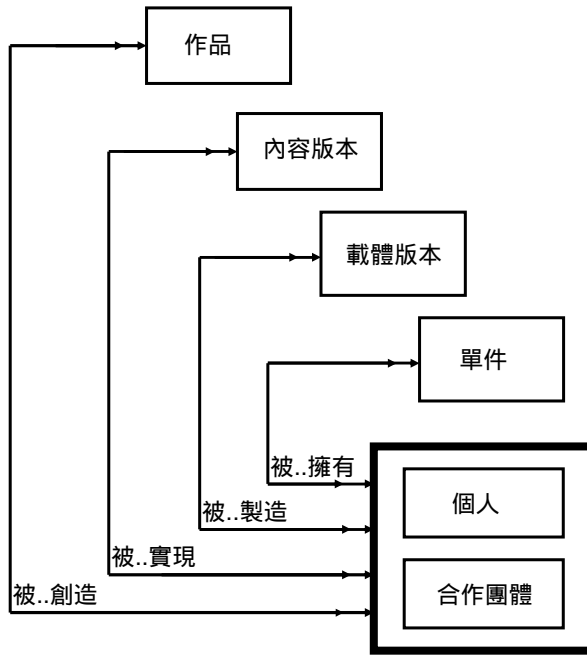 作品
內容版本
載體版本
單件
被..擁有
個人
被..製造
被..實現
合作團體
被..創造